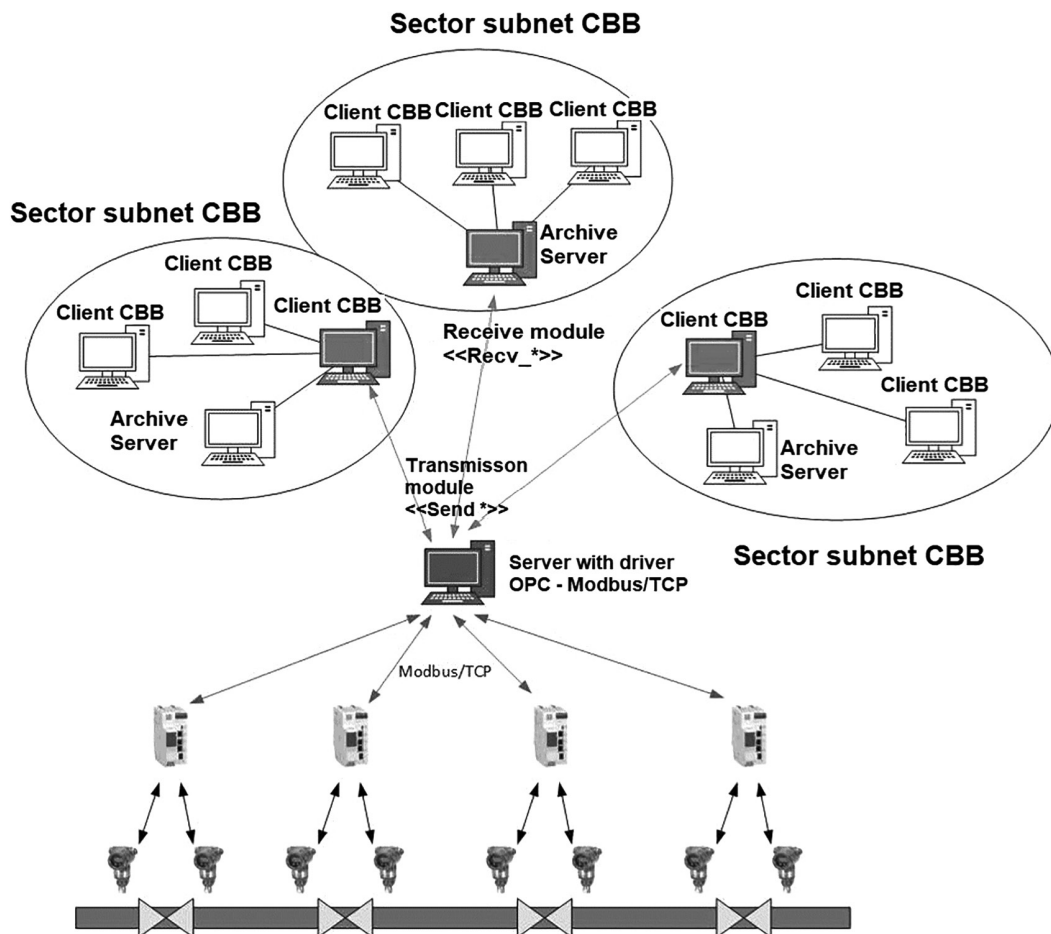 Sector subnet CBB
Client CBB
Client CBB
Client CBB
Archive
Server
Sector subnet CBB
Client CBB
Client CBB
Client CBB
Archive
Server
Client CBB
Client CBB
Client CBB
Archive
Server
Sector subnet CBB
Receive module
<<Recv_*>>
Transmisson
module
<<Send *>>
Server with driver
OPC - Modbus/TCP
Modbus/TCP